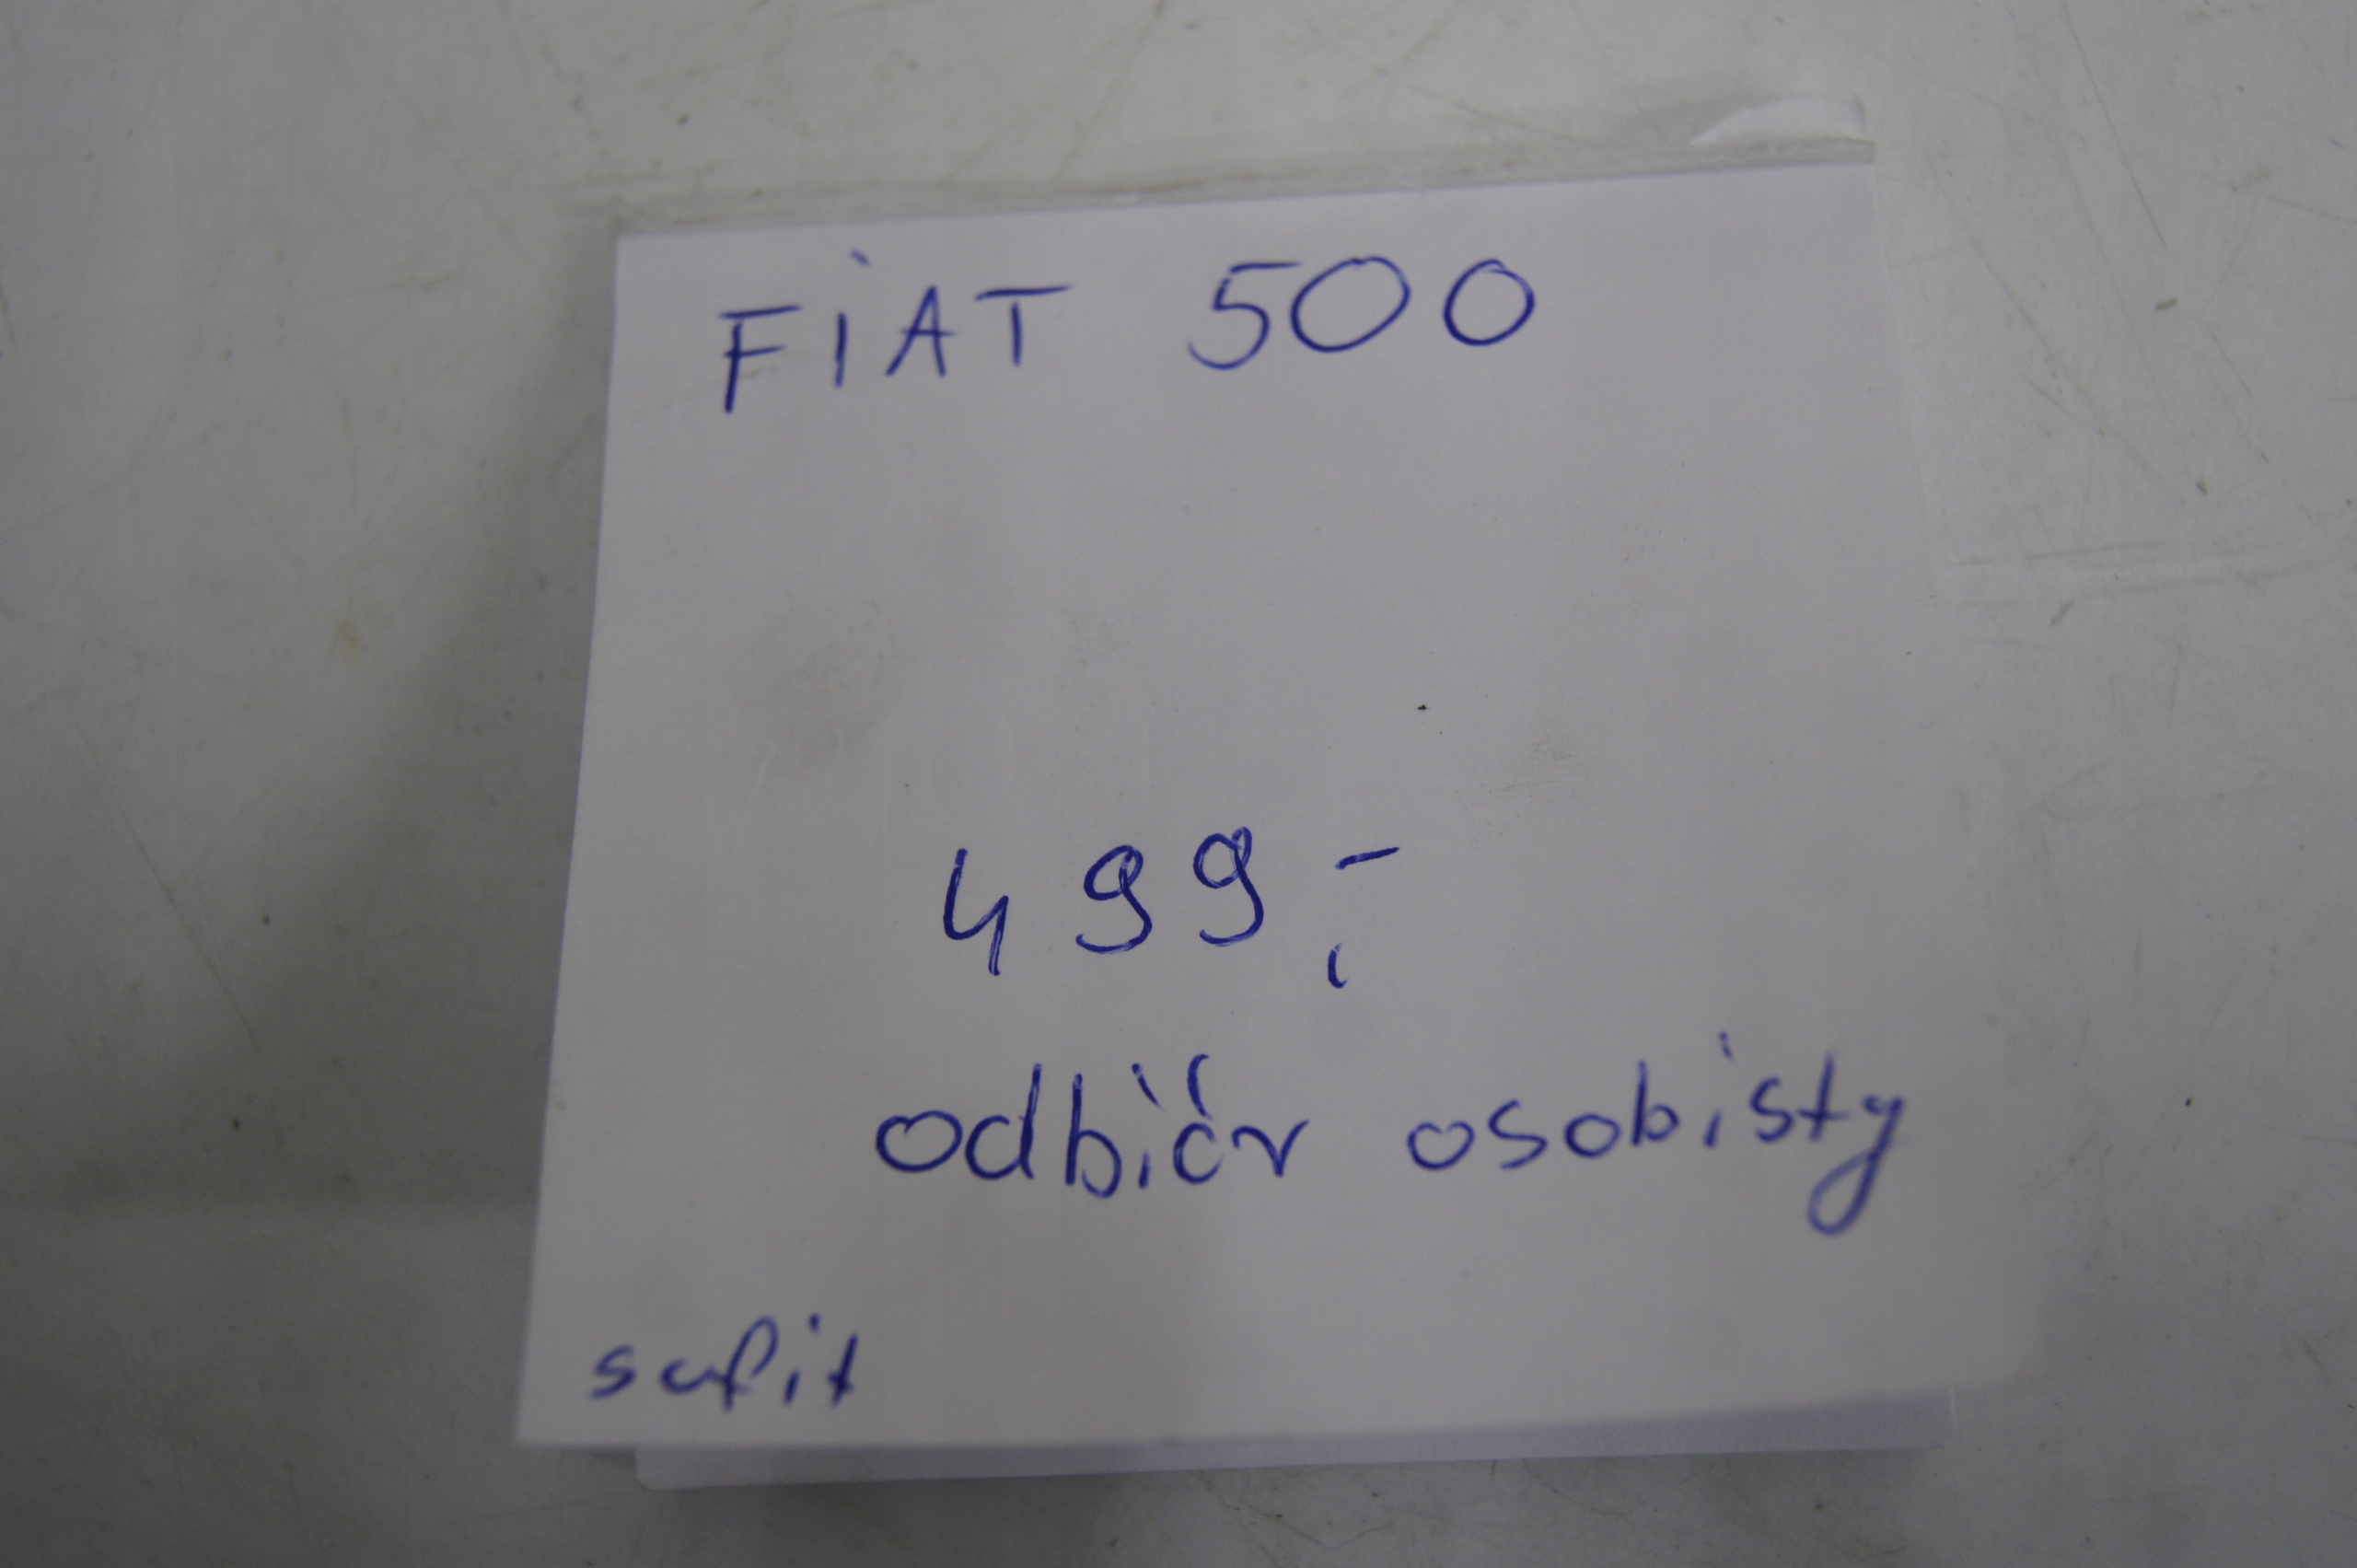 FiAT 500
499,-
odbiór osobisty
sufit